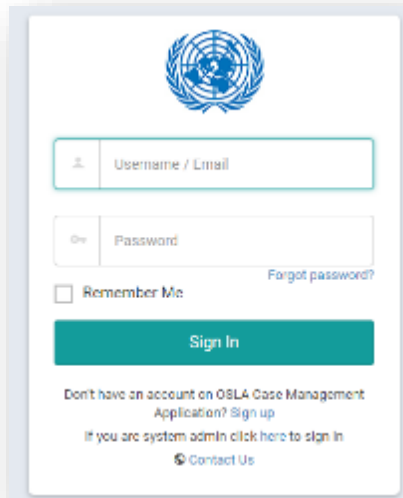 Username / Email
Password
Forgot password?
Remember Me
Sign In
Don't have an account on OSLA Case Management
Application? Sign up
If you are system admin click here to sign in
Contact Us